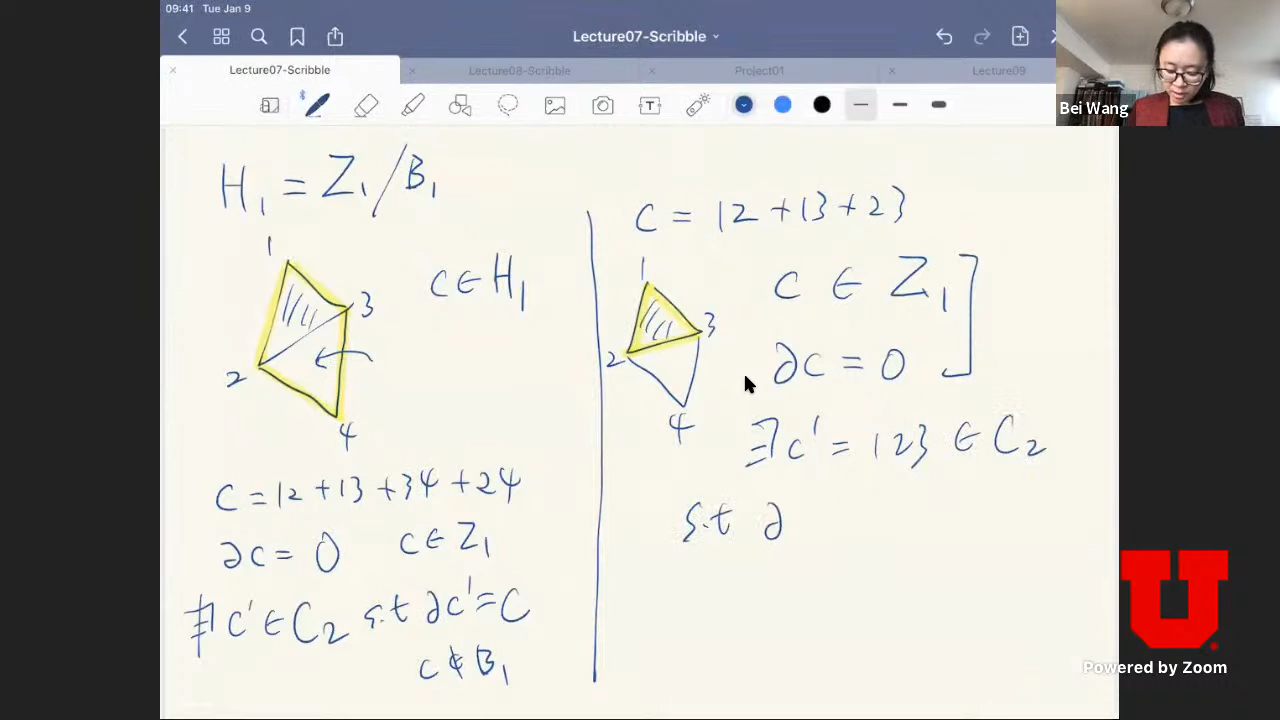 09:41 Tue Jan 9
Lecture07-Scribble
Lecture07-Scribble
Lecture08-Scribble
Project01
Lecture09
T
Bei Wang
H₁ = Z₁/B₁
1
3
2
4
c ∈ H₁
c = 12 + 13 + 34 + 24
∂c = 0 c ∈ Z₁
∄ c' ∈ C₂ s.t ∂c' = C
c ∉ B₁
C = 12 + 13 + 23
1
3
2
4
c ∈ Z₁
∂c = 0
∃ c' = 123 ∈ C₂
s.t ∂
U
Powered by Zoom